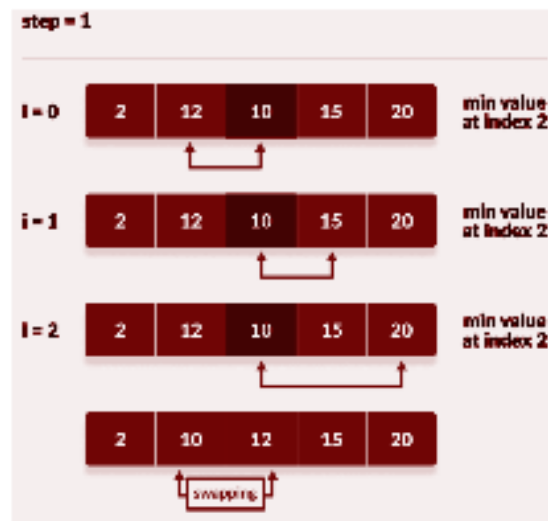 step = 1
i = 0 2 12 10 15 20 min value
at index 2
i = 1 2 12 10 15 20 min value
at index 2
i = 2 2 12 10 15 20 min value
at index 2
2 10 12 15 20
swapping